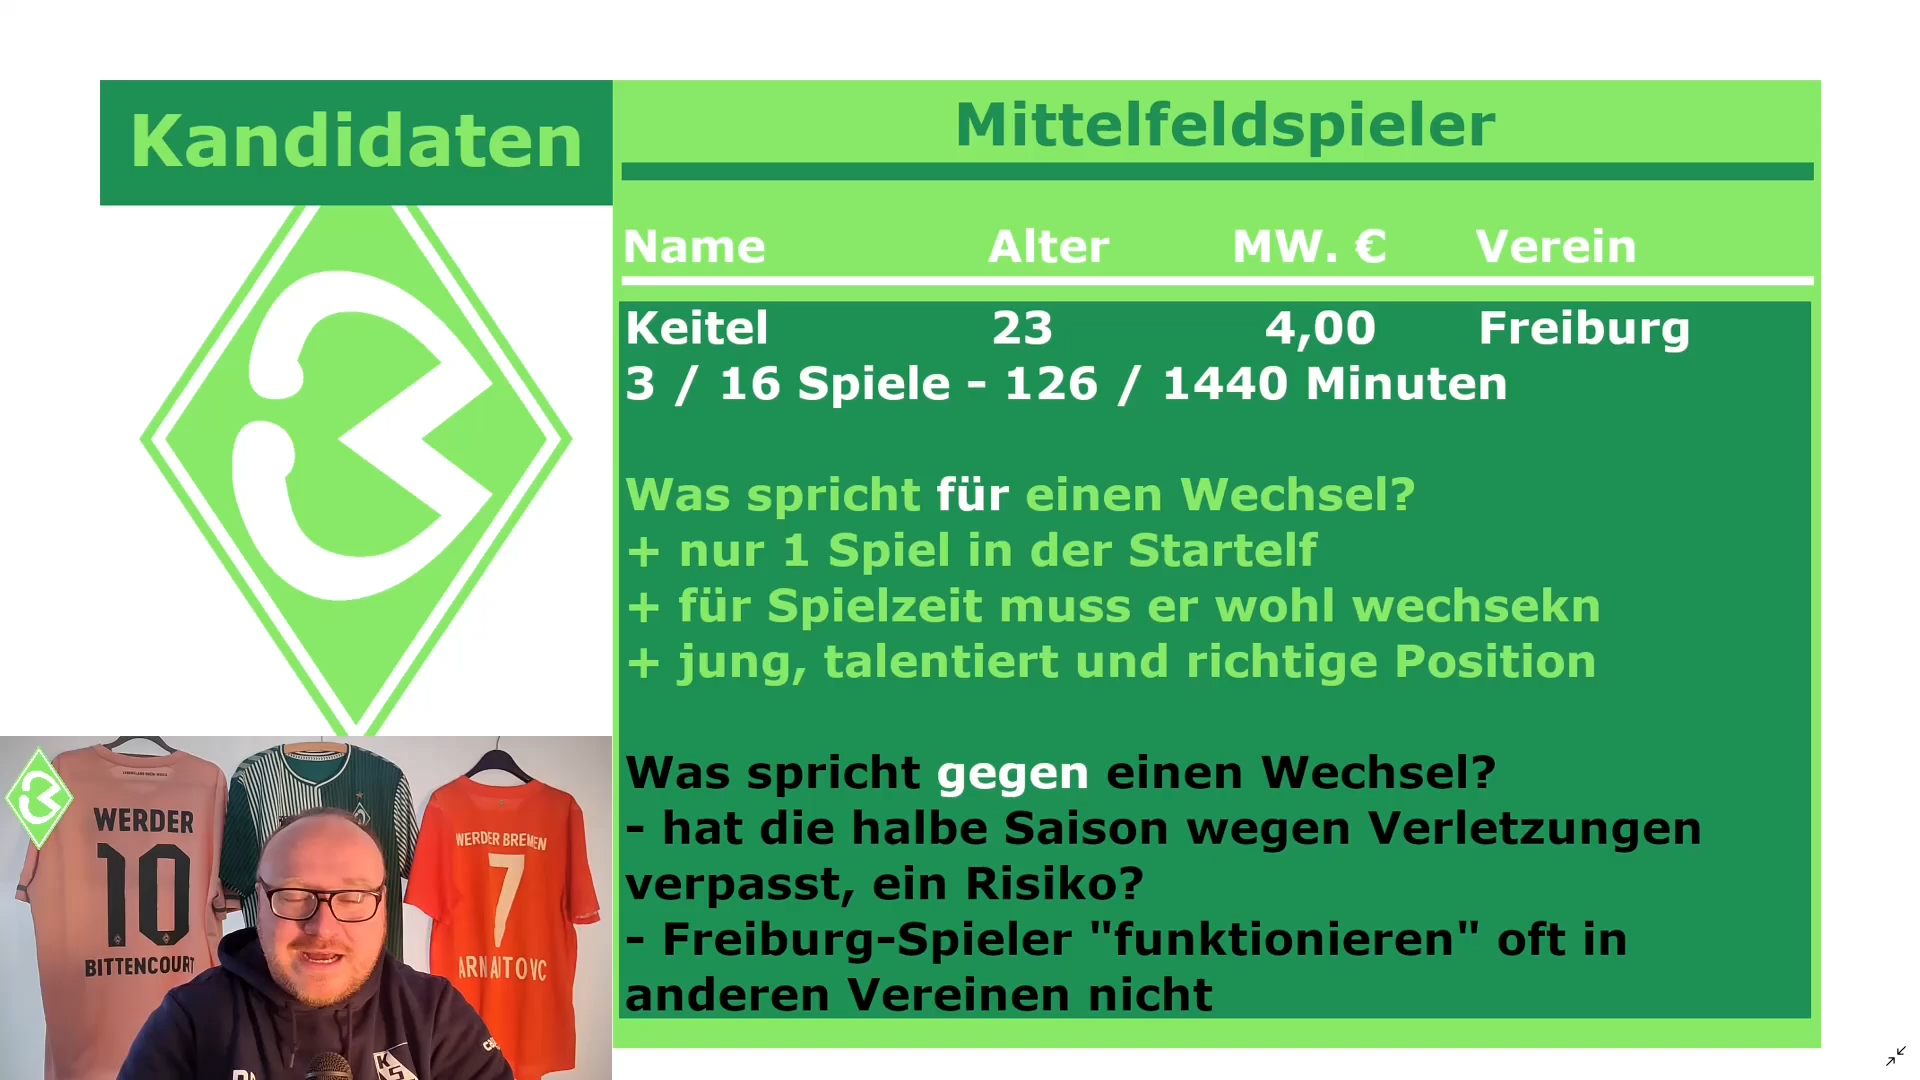 Kandidaten
Mittelfeldspieler
Name Alter MW. € Verein
Keitel 23 4,00 Freiburg
3 / 16 Spiele - 126 / 1440 Minuten
Was spricht für einen Wechsel?
+ nur 1 Spiel in der Startelf
+ für Spielzeit muss er wohl wechsekn
+ jung, talentiert und richtige Position
Was spricht gegen einen Wechsel?
- hat die halbe Saison wegen Verletzungen
verpasst, ein Risiko?
- Freiburg-Spieler "funktionieren" oft in
anderen Vereinen nicht
WERDER
10
BITTENCOURT
WERDER BREMEN
7
ARNAUTOVIC